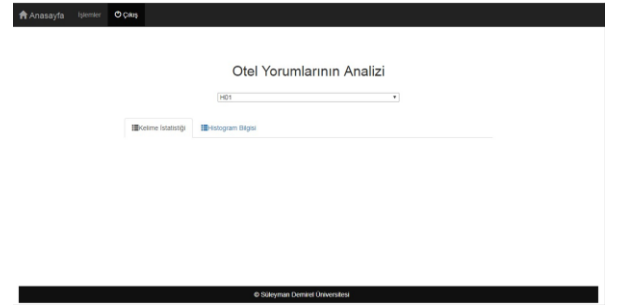 Anasayfa İşlemler Çıkış
Otel Yorumlarının Analizi
H01
Kelime İstatistiği Histogram Bilgisi
© Süleyman Demirel Üniversitesi